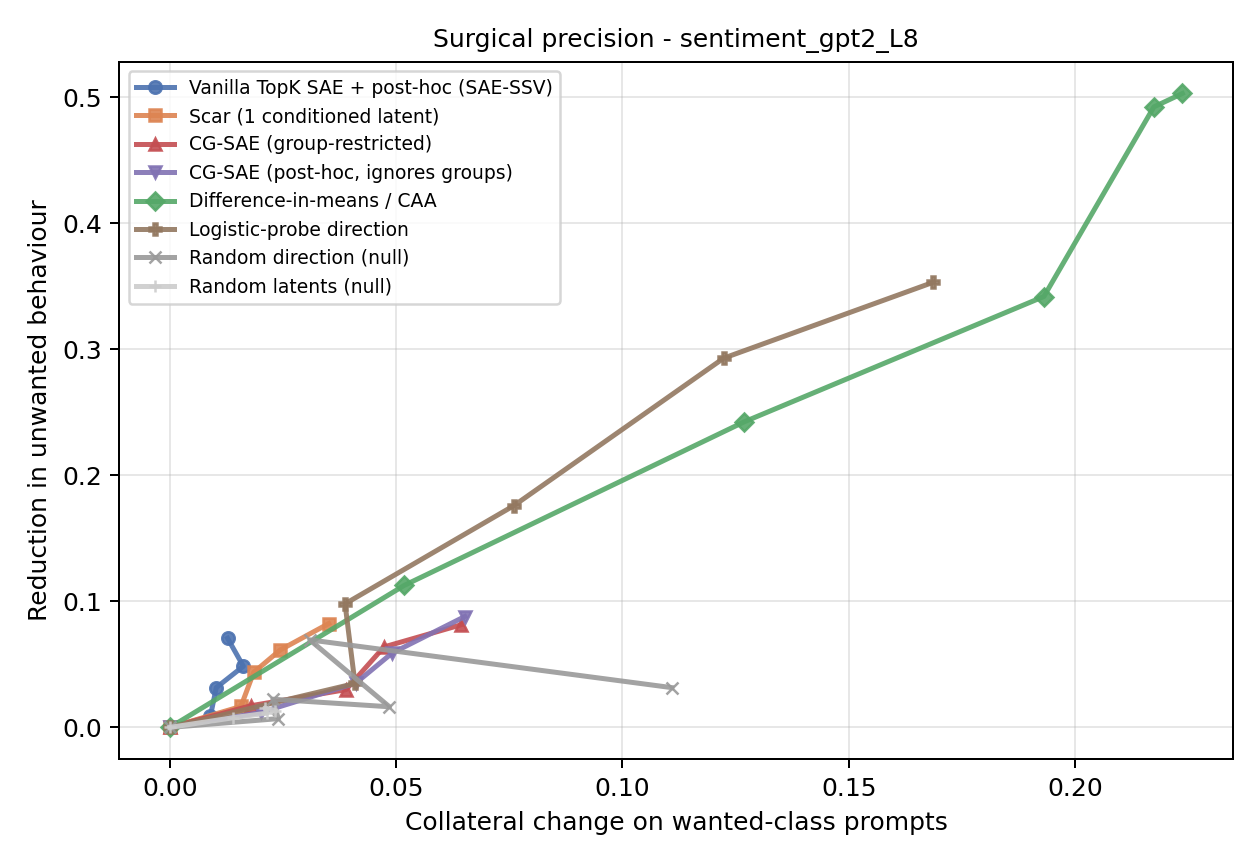 Surgical precision - sentiment_gpt2_L8
Vanilla TopK SAE + post-hoc (SAE-SSV)
Scar (1 conditioned latent)
CG-SAE (group-restricted)
CG-SAE (post-hoc, ignores groups)
Difference-in-means / CAA
Logistic-probe direction
Random direction (null)
Random latents (null)
Reduction in unwanted behaviour
0.5
0.4
0.3
0.2
0.1
0.0
0.00 0.05 0.10 0.15 0.20
Collateral change on wanted-class prompts